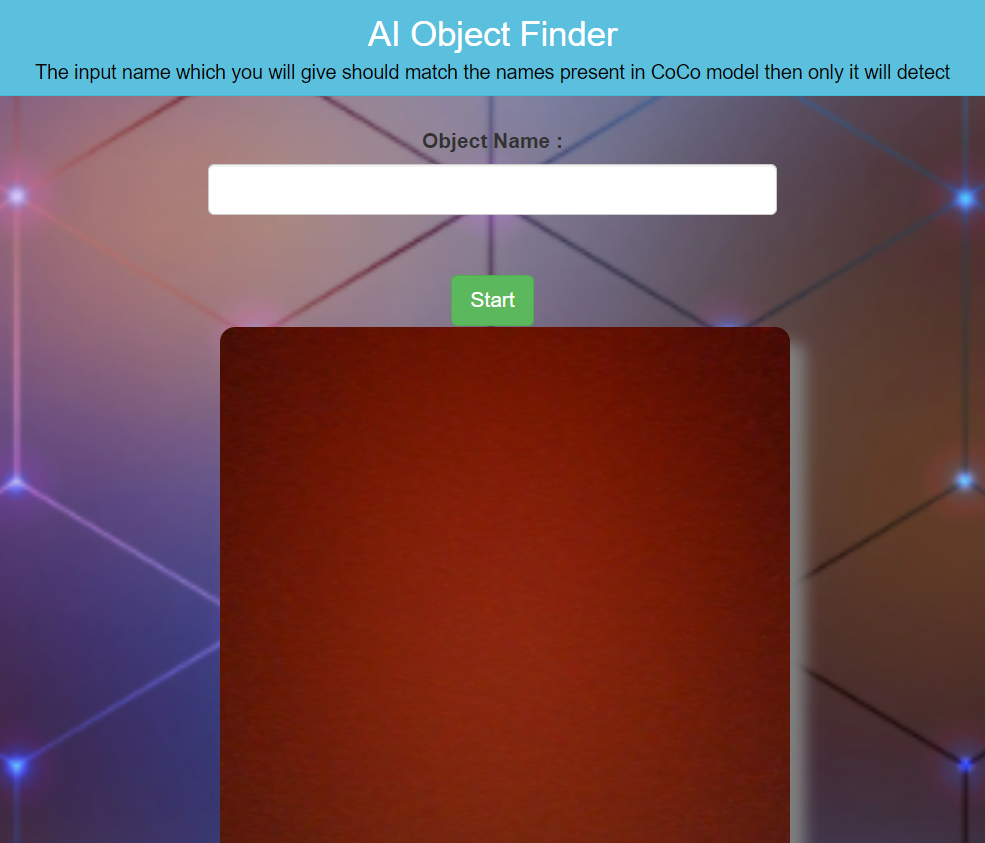 AI Object Finder
The input name which you will give should match the names present in CoCo model then only it will detect
Object Name :
Start